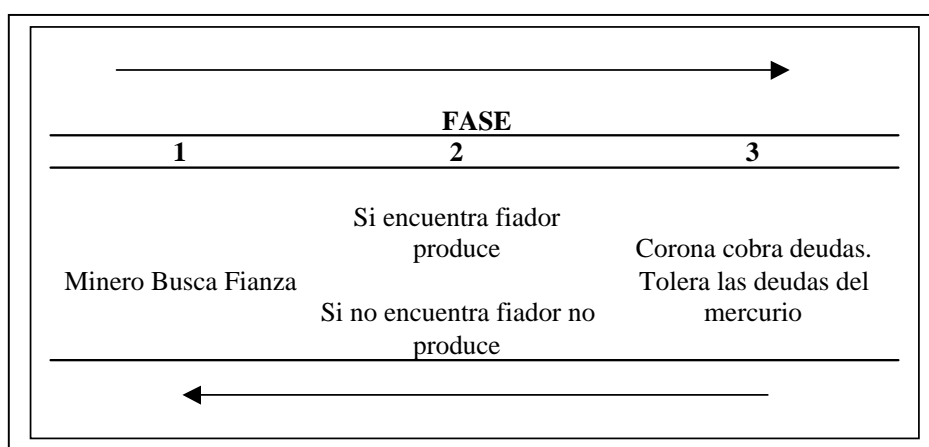 FASE
1 2 3
Minero Busca Fianza
Si encuentra fiador
produce
Si no encuentra fiador no
produce
Corona cobra deudas.
Tolera las deudas del
mercurio